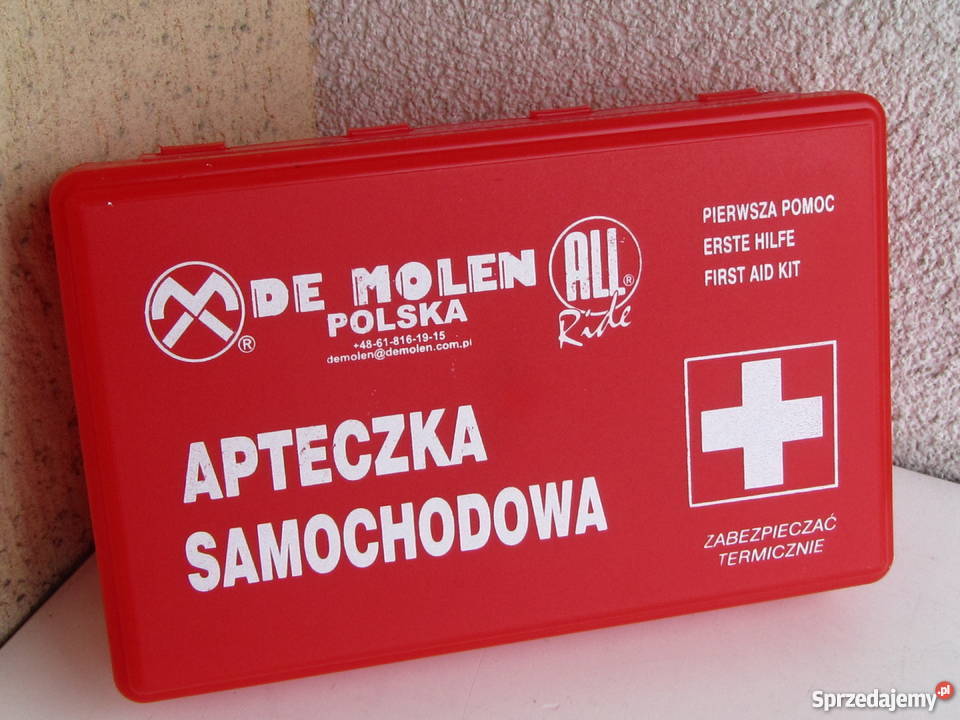 DE MOLEN
POLSKA
+48-61-816-19-15
demolen@demolen.com.pl
ALL
Ride
PIERWSZA POMOC
ERSTE HILFE
FIRST AID KIT
APTECZKA
SAMOCHODOWA
ZABEZPIECZAĆ
TERMICZNIE
Sprzedajemy.pl